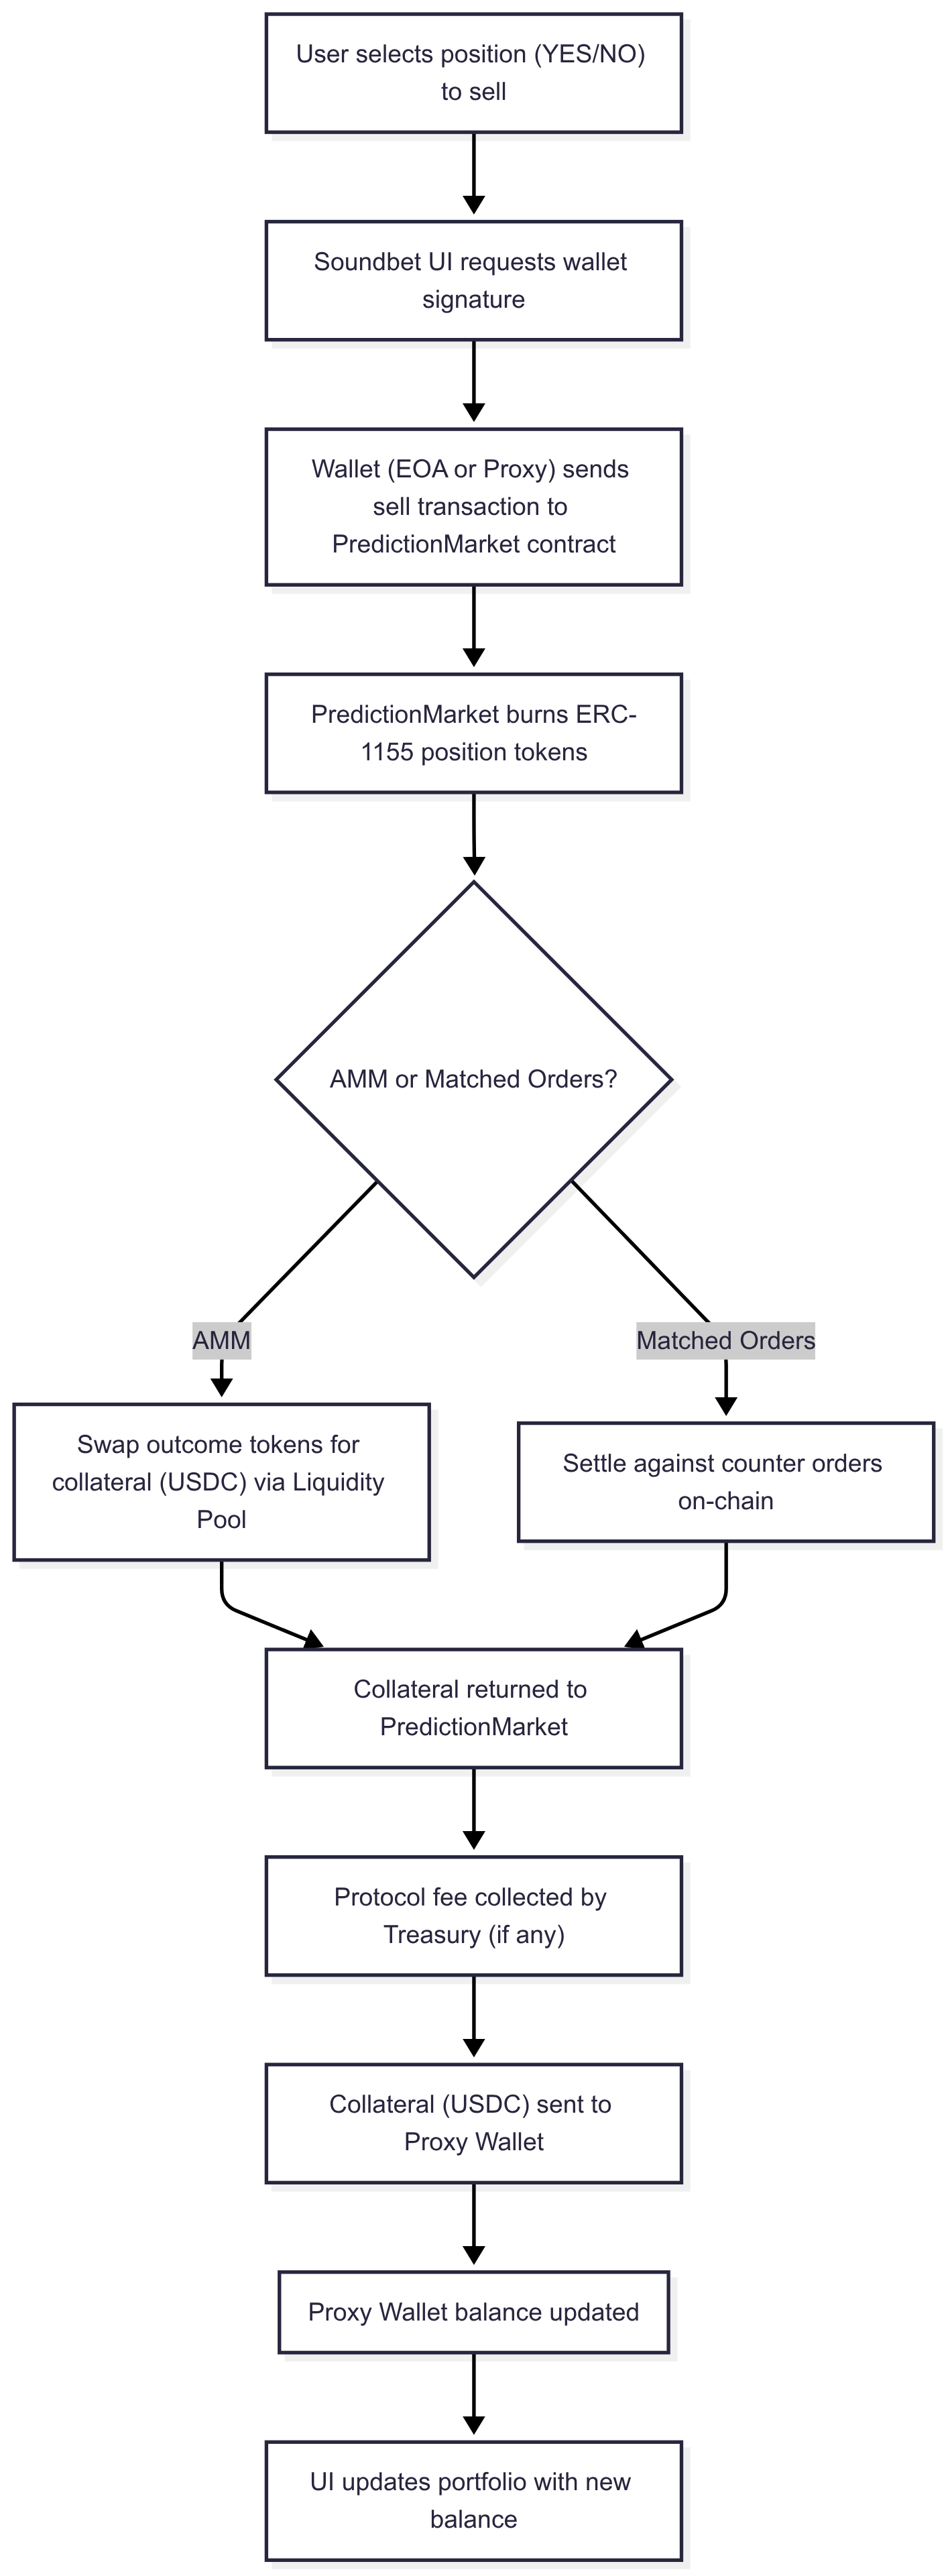 User selects position (YES/NO)
to sell
Soundbet UI requests wallet
signature
Wallet (EOA or Proxy) sends
sell transaction to
PredictionMarket contract
PredictionMarket burns ERC-
1155 position tokens
AMM or Matched Orders?
AMM
Matched Orders
Swap outcome tokens for
collateral (USDC) via Liquidity
Pool
Settle against counter orders
on-chain
Collateral returned to
PredictionMarket
Protocol fee collected by
Treasury (if any)
Collateral (USDC) sent to
Proxy Wallet
Proxy Wallet balance updated
UI updates portfolio with new
balance